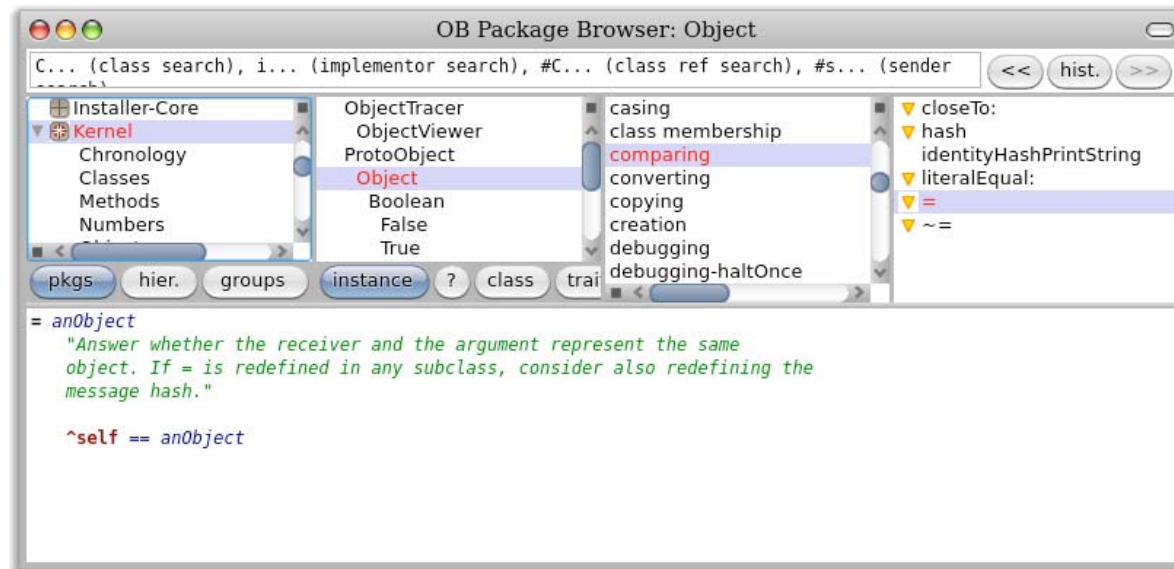 OB Package Browser: Object
C... (class search), i... (implementor search), #C... (class ref search), #s... (sender
search)
<< hist. >>
Installer-Core
Kernel
Chronology
Classes
Methods
Numbers
ObjectTracer
ObjectViewer
ProtoObject
Object
Boolean
False
True
casing
class membership
comparing
converting
copying
creation
debugging
debugging-haltOnce
closeTo:
hash
identityHashPrintString
literalEqual:
=
~=
pkgs hier. groups instance ? class trai
= anObject
"Answer whether the receiver and the argument represent the same
object. If = is redefined in any subclass, consider also redefining the
message hash."
^self == anObject